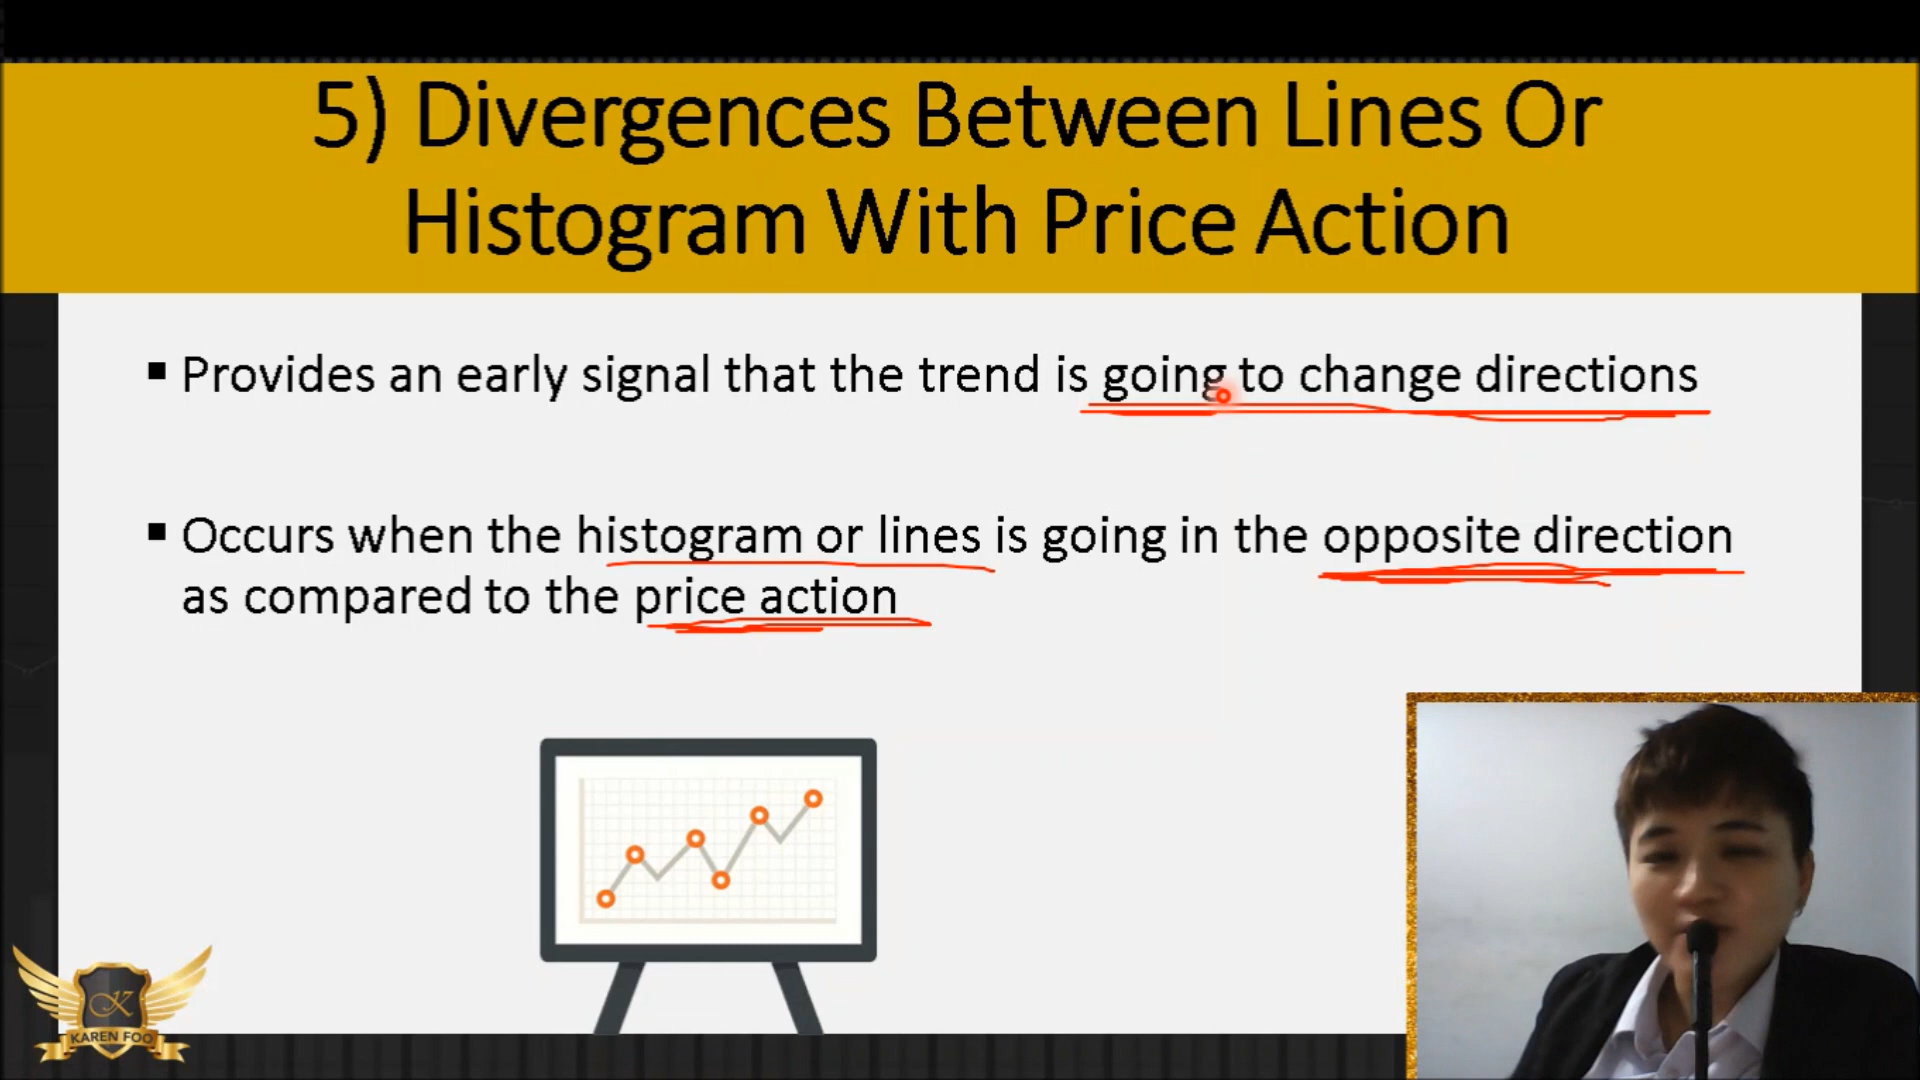 5) Divergences Between Lines Or
Histogram With Price Action
▪ Provides an early signal that the trend is going to change directions
▪ Occurs when the histogram or lines is going in the opposite direction
as compared to the price action
K
KAREN FOO